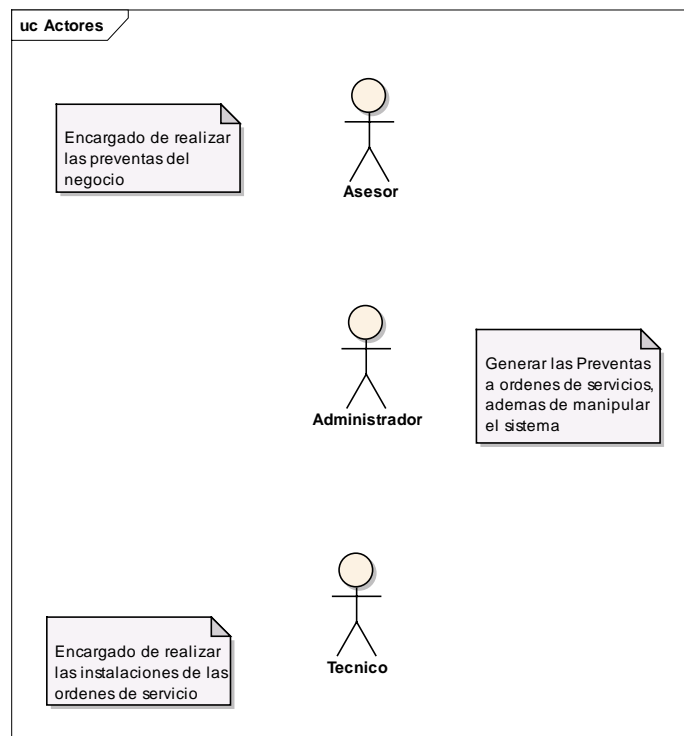 uc Actores
Encargado de realizar
las preventas del
negocio
Asesor
Administrador
Generar las Preventas
a ordenes de servicios,
ademas de manipular
el sistema
Encargado de realizar
las instalaciones de las
ordenes de servicio
Tecnico